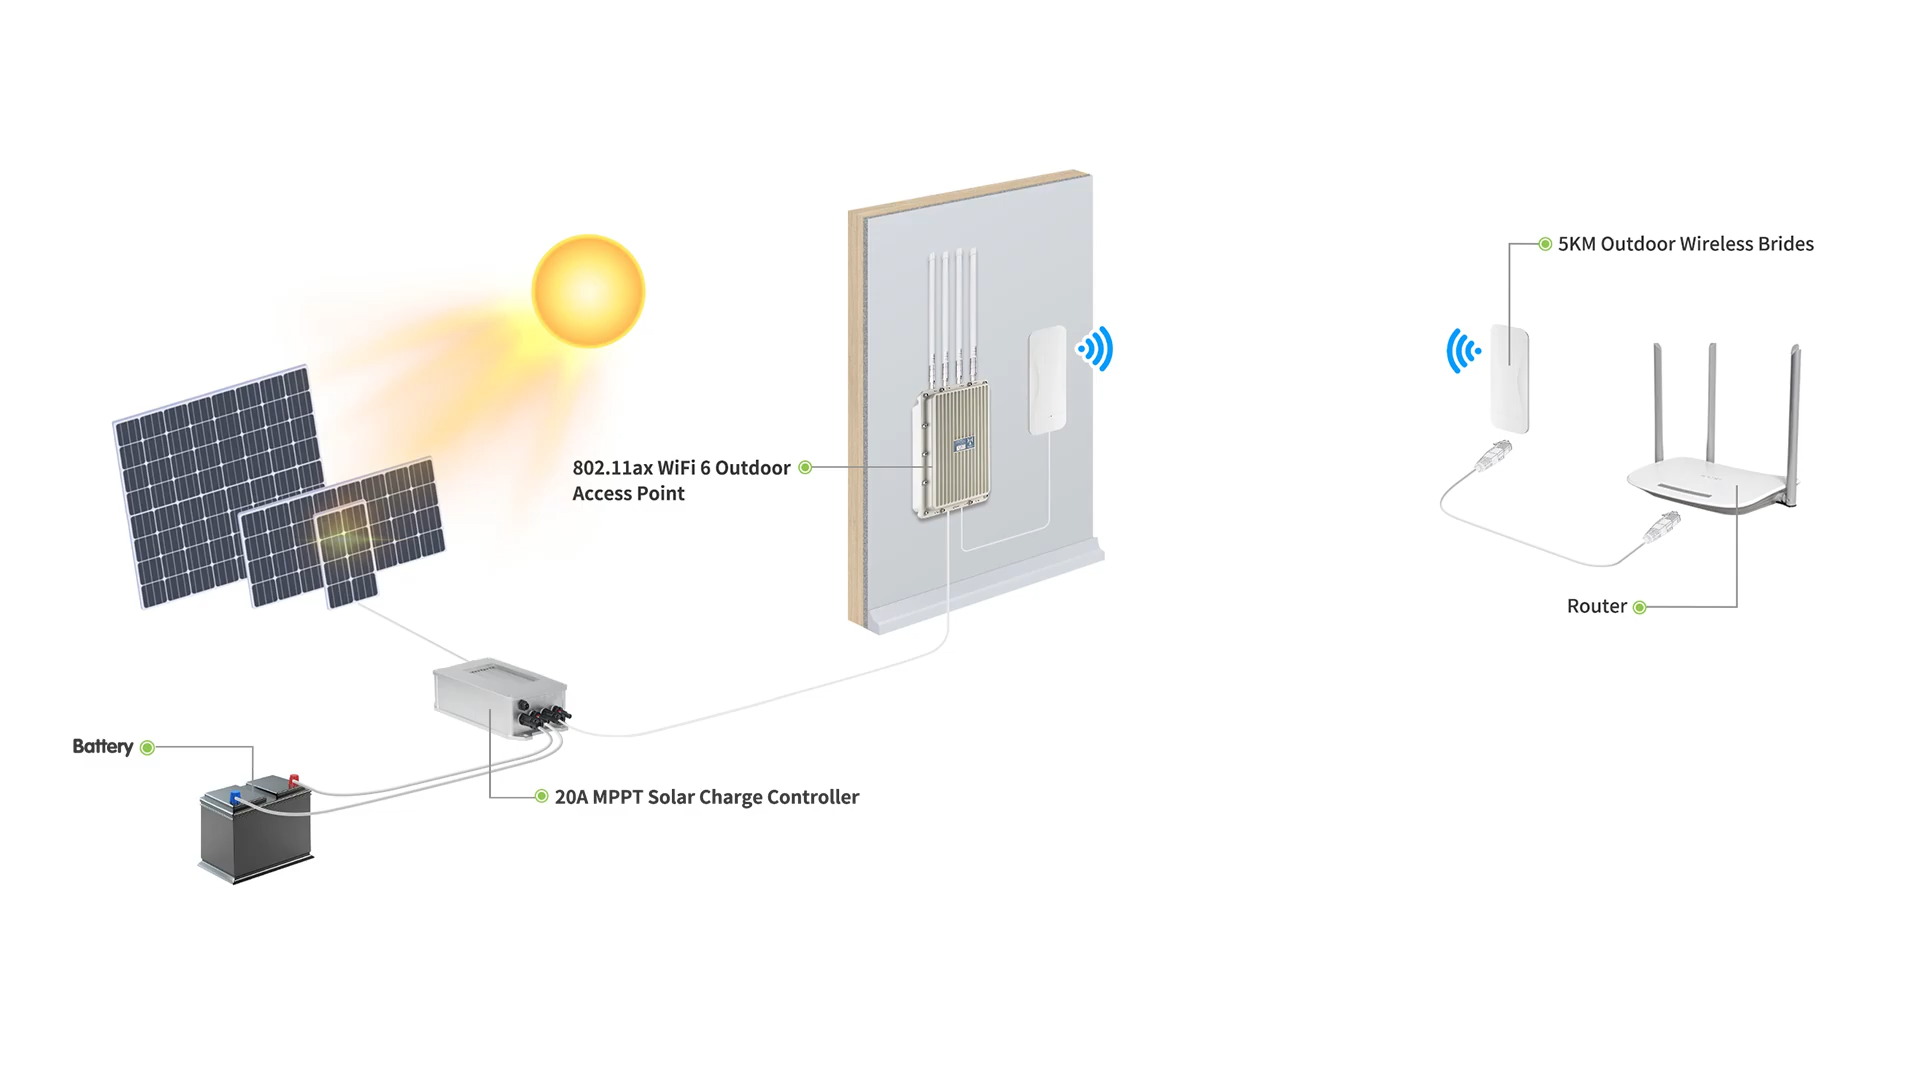 5KM Outdoor Wireless Brides
802.11ax WiFi 6 Outdoor
Access Point
Router
Battery
20A MPPT Solar Charge Controller